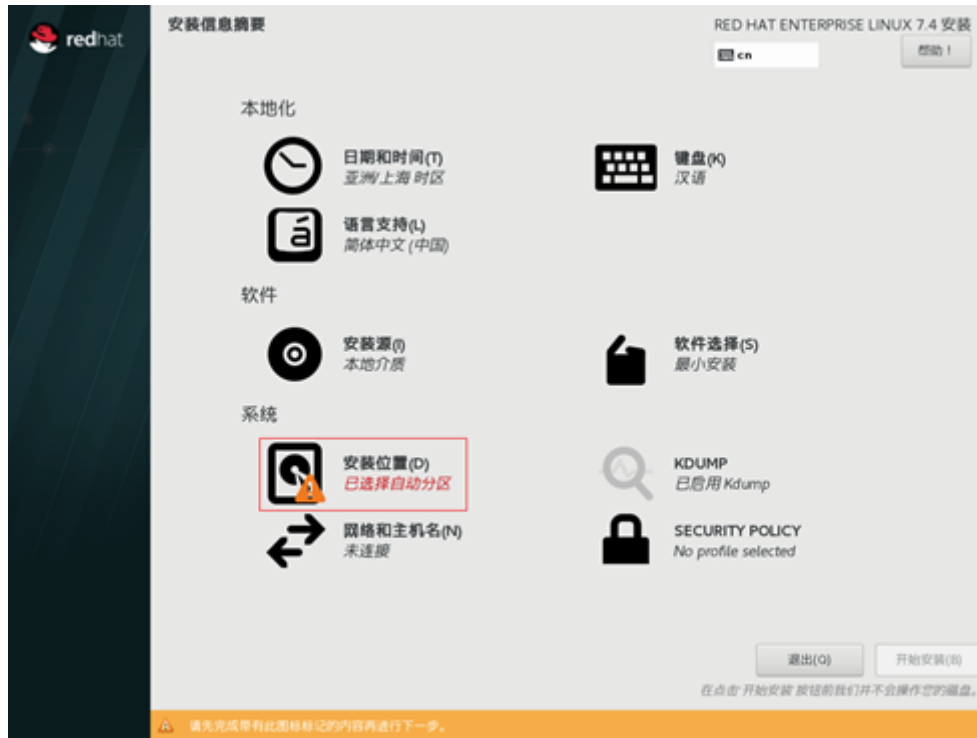 redhat
安装信息摘要
RED HAT ENTERPRISE LINUX 7.4 安装
cn
帮助！
本地化
日期和时间(T)
亚洲/上海 时区
键盘(K)
汉语
á
语言支持(L)
简体中文 (中国)
软件
安装源(I)
本地介质
软件选择(S)
最小安装
系统
安装位置(D)
已选择自动分区
KDUMP
已启用 Kdump
网络和主机名(N)
未连接
SECURITY POLICY
No profile selected
退出(Q)
开始安装(B)
在点击'开始安装'按钮前我们并不会操作您的磁盘。
请先完成带有此图标标记的内容再进行下一步。